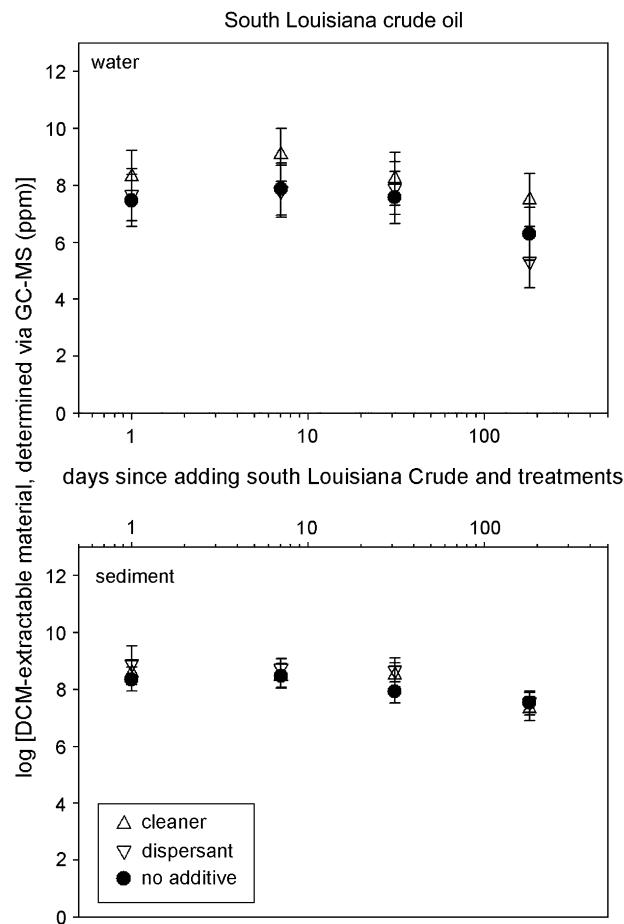 South Louisiana crude oil
water
12
10
8
6
4
2
0
1 10 100
days since adding south Louisiana Crude and treatments
log [DCM-extractable material, determined via GC-MS (ppm)]
1 10 100
sediment
12
10
8
6
4
2
0
cleaner
dispersant
no additive